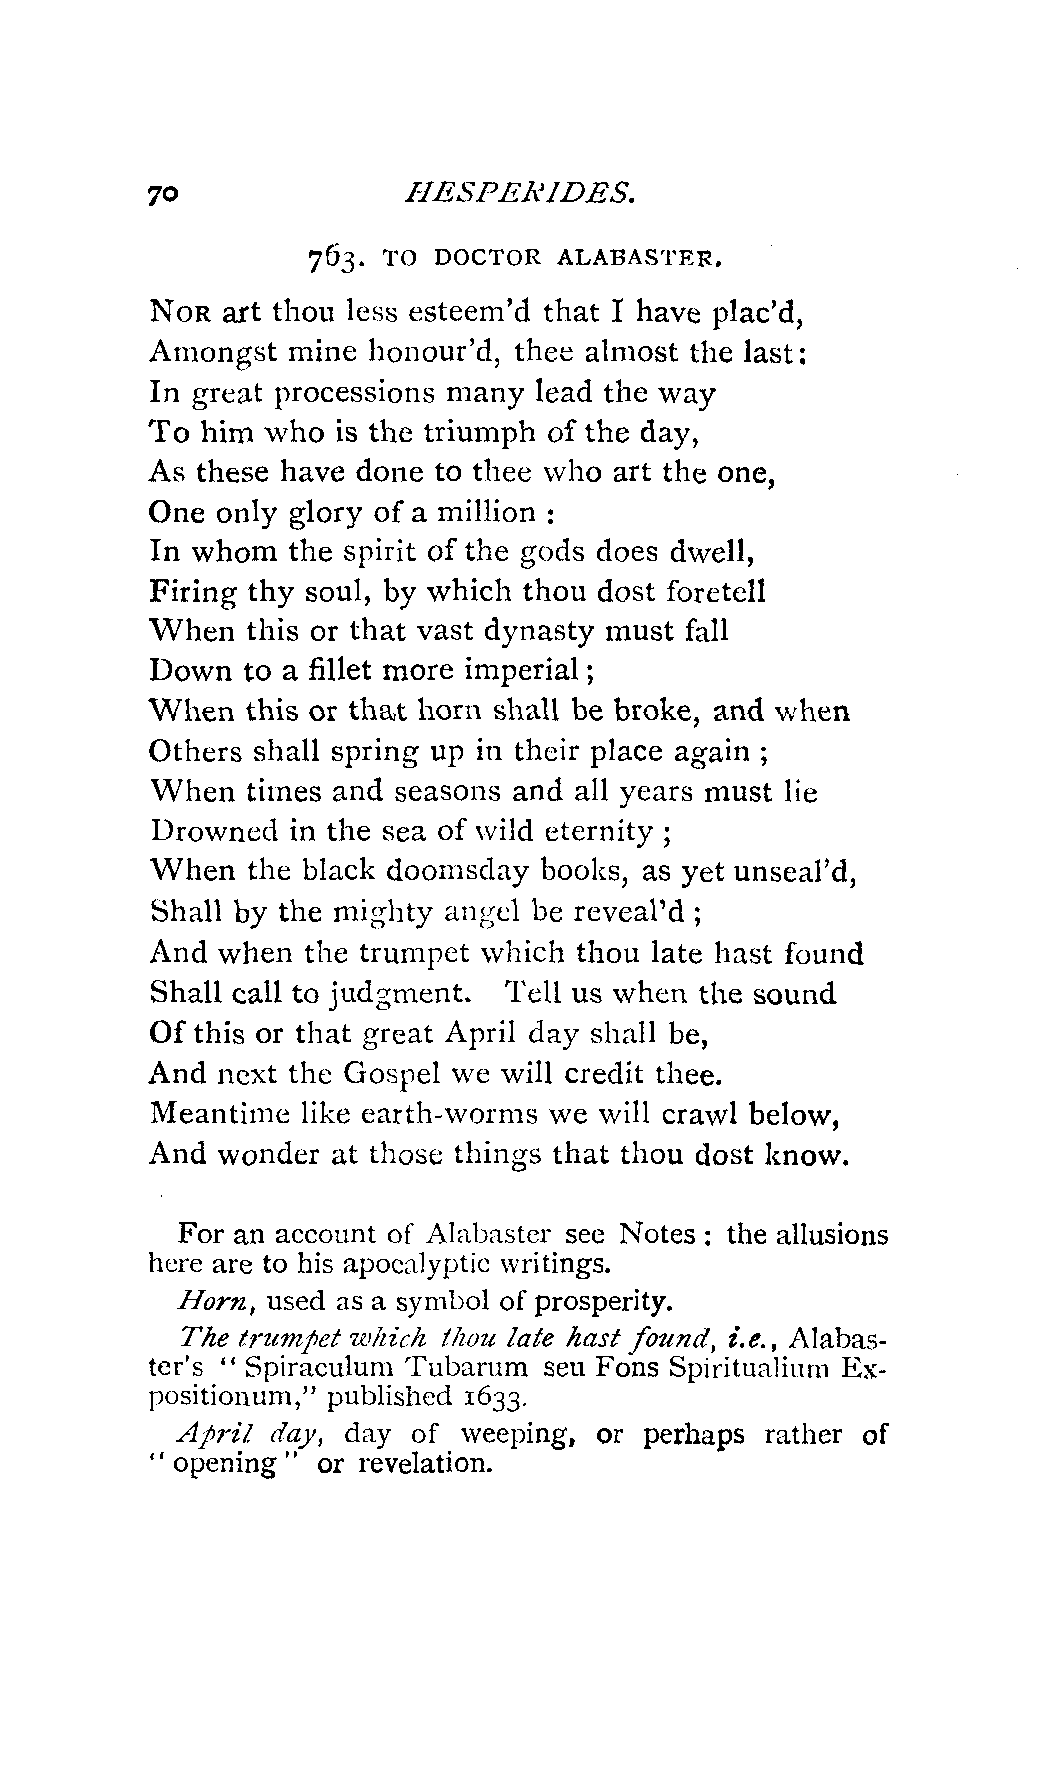 70 HESPERIDES.
763. TO DOCTOR ALABASTER.
NOR art thou less esteem'd that I have plac'd,
Amongst mine honour'd, thee almost the last:
In great processions many lead the way
To him who is the triumph of the day,
As these have done to thee who art the one,
One only glory of a million :
In whom the spirit of the gods does dwell,
Firing thy soul, by which thou dost foretell
When this or that vast dynasty must fall
Down to a fillet more imperial ;
When this or that horn shall be broke, and when
Others shall spring up in their place again ;
When times and seasons and all years must lie
Drowned in the sea of wild eternity ;
When the black doomsday books, as yet unseal'd,
Shall by the mighty angel be reveal'd ;
And when the trumpet which thou late hast found
Shall call to judgment. Tell us when the sound
Of this or that great April day shall be,
And next the Gospel we will credit thee.
Meantime like earth-worms we will crawl below,
And wonder at those things that thou dost know.
For an account of Alabaster see Notes : the allusions
here are to his apocalyptic writings.
Horn, used as a symbol of prosperity.
The trumpet which thou late hast found, i.e., Alabas-
ter's " Spiraculum Tubarum seu Fons Spiritualium Ex-
positionum," published 1633.
April day, day of weeping, or perhaps rather of
" opening " or revelation.